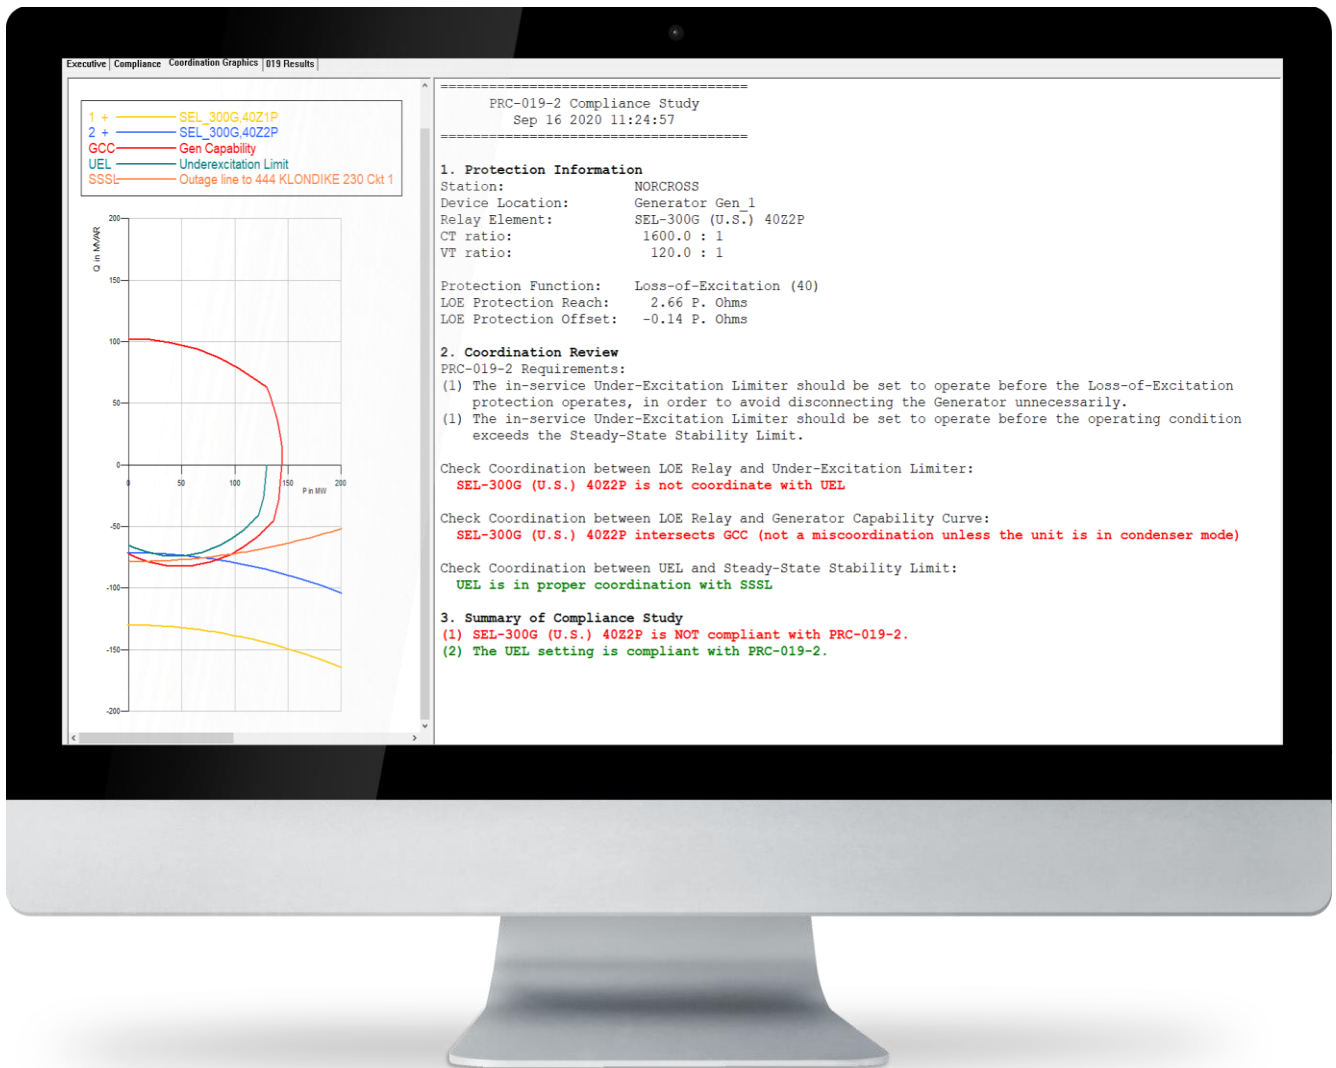 Executive | Compliance Coordination Graphics | 019 Results |
1 + SEL_300G,40Z1P
2 + SEL_300G,40Z2P
GCC Gen Capability
UEL Underexcitation Limit
SSSL Outage line to 444 KLONDIKE 230 Ckt 1
Q in MVAR
200
150
100
50
0
-50
-100
-150
-200
0 50 100 150 200
P in MW
=====================================
PRC-019-2 Compliance Study
Sep 16 2020 11:24:57
=====================================
1. Protection Information
Station: NORCROSS
Device Location: Generator Gen_1
Relay Element: SEL-300G (U.S.) 40Z2P
CT ratio: 1600.0 : 1
VT ratio: 120.0 : 1
Protection Function: Loss-of-Excitation (40)
LOE Protection Reach: 2.66 P. Ohms
LOE Protection Offset: -0.14 P. Ohms
2. Coordination Review
PRC-019-2 Requirements:
(1) The in-service Under-Excitation Limiter should be set to operate before the Loss-of-Excitation
protection operates, in order to avoid disconnecting the Generator unnecessarily.
(1) The in-service Under-Excitation Limiter should be set to operate before the operating condition
exceeds the Steady-State Stability Limit.
Check Coordination between LOE Relay and Under-Excitation Limiter:
SEL-300G (U.S.) 40Z2P is not coordinate with UEL
Check Coordination between LOE Relay and Generator Capability Curve:
SEL-300G (U.S.) 40Z2P intersects GCC (not a miscoordination unless the unit is in condenser mode)
Check Coordination between UEL and Steady-State Stability Limit:
UEL is in proper coordination with SSSL
3. Summary of Compliance Study
(1) SEL-300G (U.S.) 40Z2P is NOT compliant with PRC-019-2.
(2) The UEL setting is compliant with PRC-019-2.